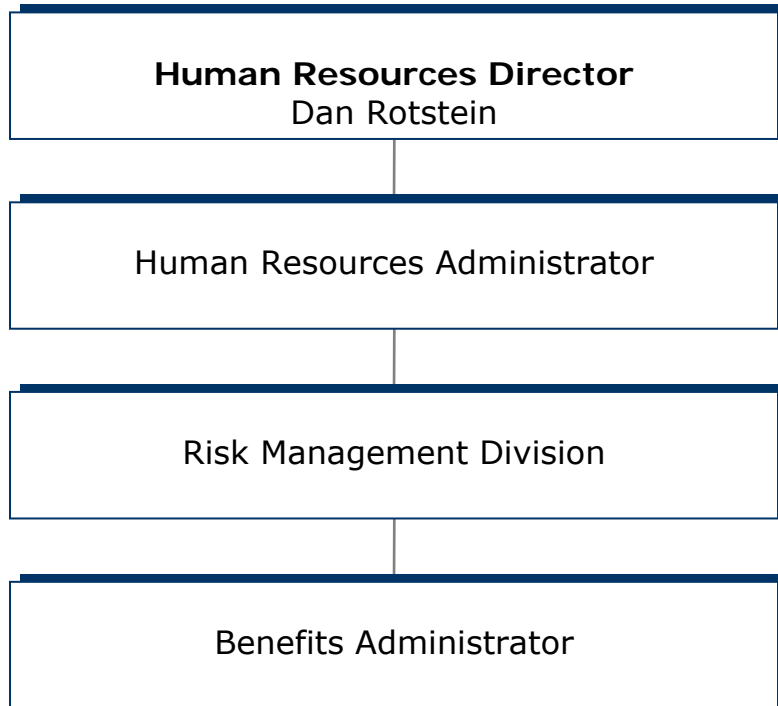 Human Resources Director
Dan Rotstein
Human Resources Administrator
Risk Management Division
Benefits Administrator